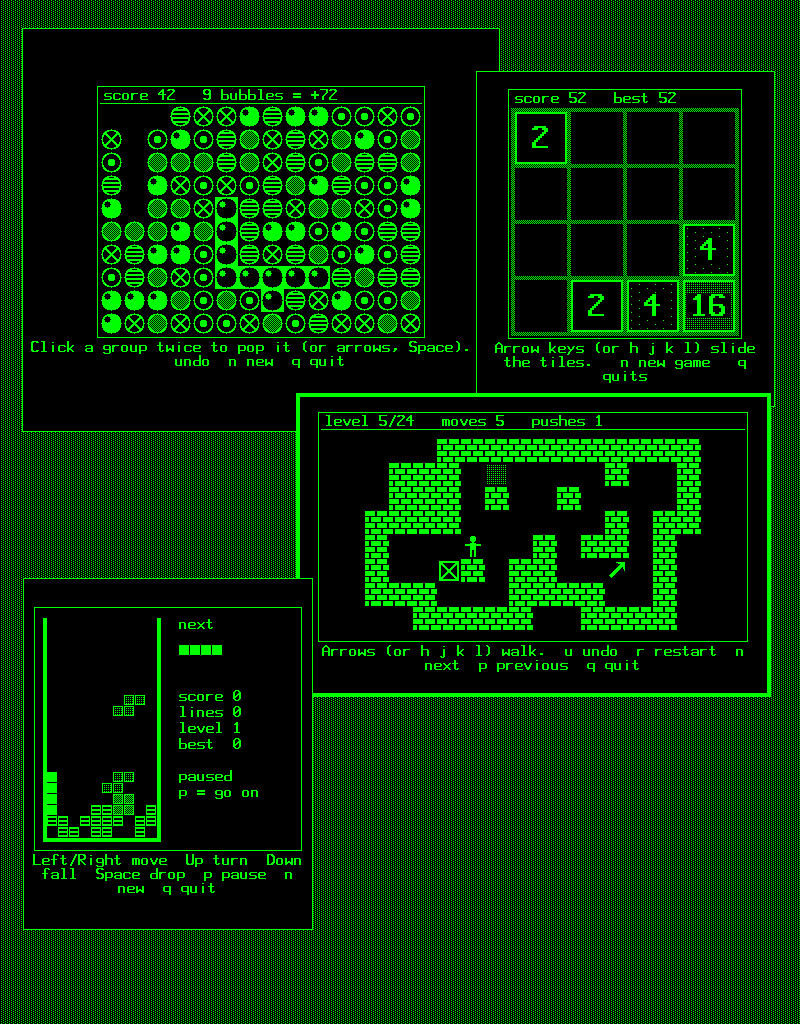 score 42   9 bubbles = +72
Click a group twice to pop it (or arrows, Space).
undo  n new  q quit
score 52   best 52
2
4
2 4 16
Arrow keys (or h j k l) slide
the tiles.   n new game   q
quits
level 5/24   moves 5   pushes 1
Arrows (or h j k l) walk.  u undo  r restart  n
next  p previous  q quit
next
score 0
lines 0
level 1
best  0
paused
p = go on
Left/Right move  Up turn  Down
fall  Space drop  p pause  n
new  q quit